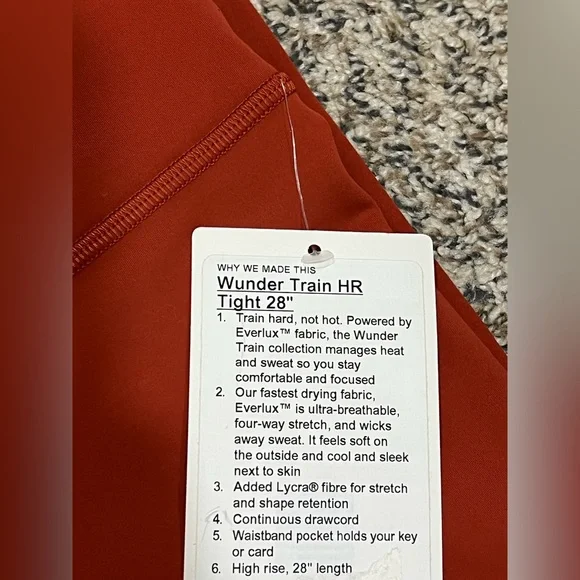 WHY WE MADE THIS
Wunder Train HR
Tight 28"
1. Train hard, not hot. Powered by
Everlux™ fabric, the Wunder
Train collection manages heat
and sweat so you stay
comfortable and focused
2. Our fastest drying fabric,
Everlux™ is ultra-breathable,
four-way stretch, and wicks
away sweat. It feels soft on
the outside and cool and sleek
next to skin
3. Added Lycra® fibre for stretch
and shape retention
4. Continuous drawcord
5. Waistband pocket holds your key
or card
6. High rise, 28" length